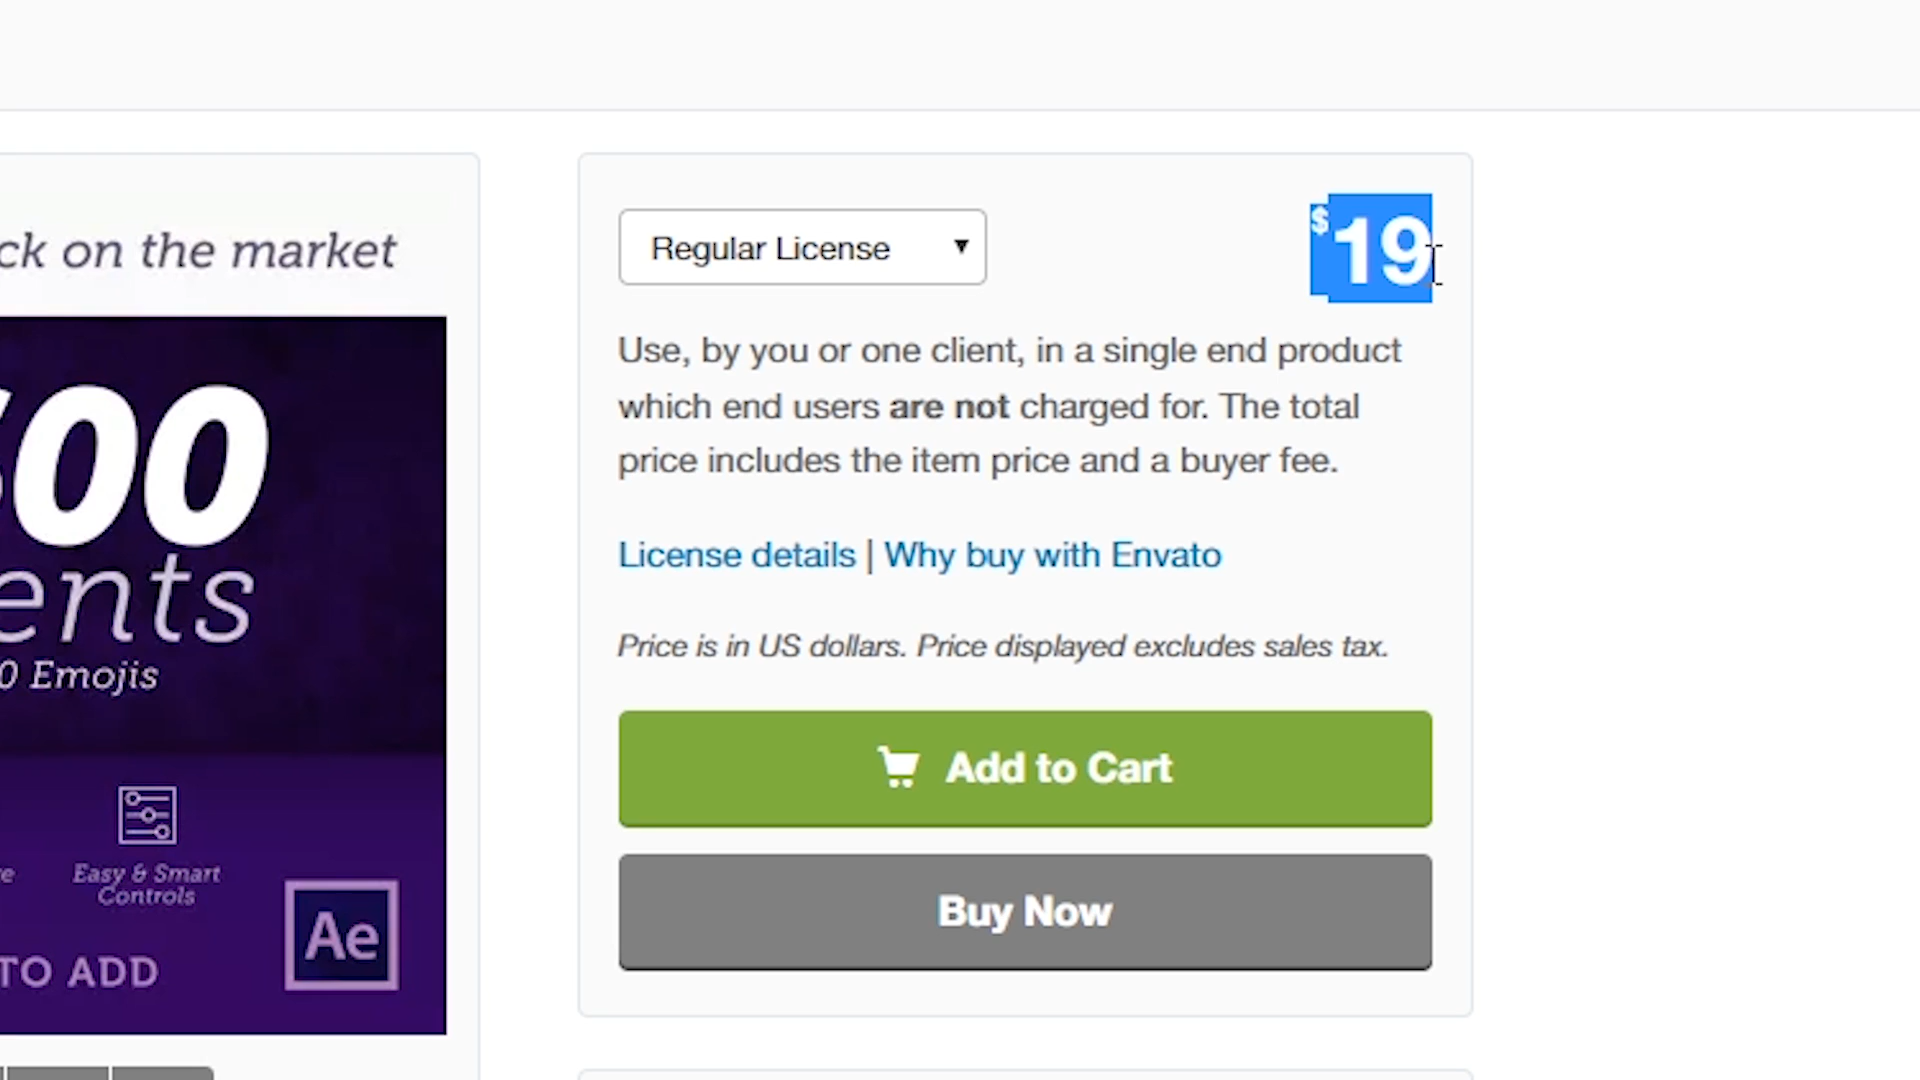 ck on the market
00
ents
0 Emojis
Easy & Smart
Controls
TO ADD
Ae
Regular License
$19
Use, by you or one client, in a single end product
which end users are not charged for. The total
price includes the item price and a buyer fee.
License details | Why buy with Envato
Price is in US dollars. Price displayed excludes sales tax.
Add to Cart
Buy Now